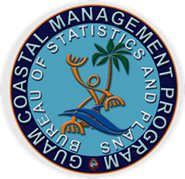 GUAM COASTAL MANAGEMENT PROGRAM
BUREAU OF STATISTICS AND PLANS